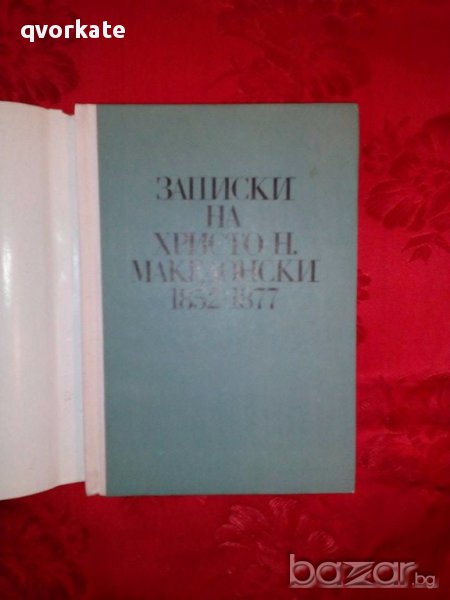 qvorkate
ЗАПИСКИ
НА
ХРИСТО Н.
МАКЕДОНСКИ
1852-1877
bazar.bg